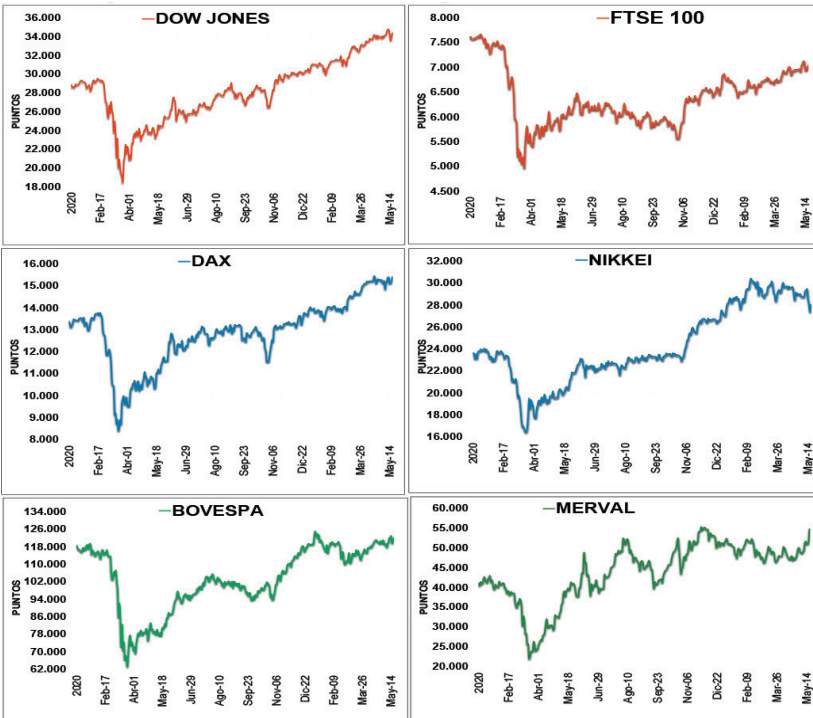 DOW JONES
PUNTOS
36.000
34.000
32.000
30.000
28.000
26.000
24.000
22.000
20.000
18.000
2020
Feb-17
Abr-01
May-18
Jun-29
Ago-10
Sep-23
Nov-06
Dic-22
Feb-09
Mar-26
May-14
FTSE 100
PUNTOS
8.000
7.500
7.000
6.500
6.000
5.500
5.000
4.500
2020
Feb-17
Abr-01
May-18
Jun-29
Ago-10
Sep-23
Nov-06
Dic-22
Feb-09
Mar-26
May-14
DAX
PUNTOS
16.000
15.000
14.000
13.000
12.000
11.000
10.000
9.000
8.000
2020
Feb-17
Abr-01
May-18
Jun-29
Ago-10
Sep-23
Nov-06
Dic-22
Feb-09
Mar-26
May-14
NIKKEI
PUNTOS
32.000
30.000
28.000
26.000
24.000
22.000
20.000
18.000
16.000
2020
Feb-17
Abr-01
May-18
Jun-29
Ago-10
Sep-23
Nov-06
Dic-22
Feb-09
Mar-26
May-14
BOVESPA
PUNTOS
134.000
126.000
118.000
110.000
102.000
94.000
86.000
78.000
70.000
62.000
2020
Feb-17
Abr-01
May-18
Jun-29
Ago-10
Sep-23
Nov-06
Dic-22
Feb-09
Mar-26
May-14
MERVAL
PUNTOS
60.000
55.000
50.000
45.000
40.000
35.000
30.000
25.000
20.000
2020
Feb-17
Abr-01
May-18
Jun-29
Ago-10
Sep-23
Nov-06
Dic-22
Feb-09
Mar-26
May-14